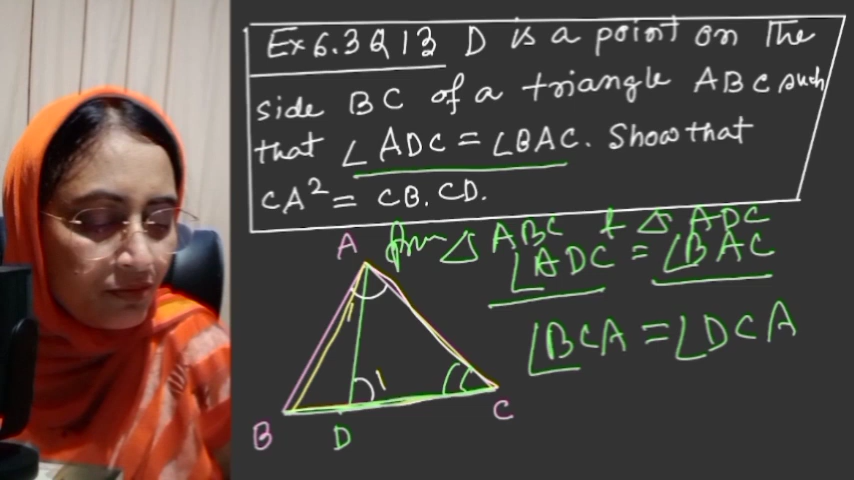 Ex 6.3 Q 13 D is a point on The
side BC of a triangle ABC such
that ∠ADC = ∠BAC. Show that
CA² = CB.CD.
from △ ABC & △ ADC
∠ADC = ∠BAC
∠BCA = ∠DCA
A
B
D
C